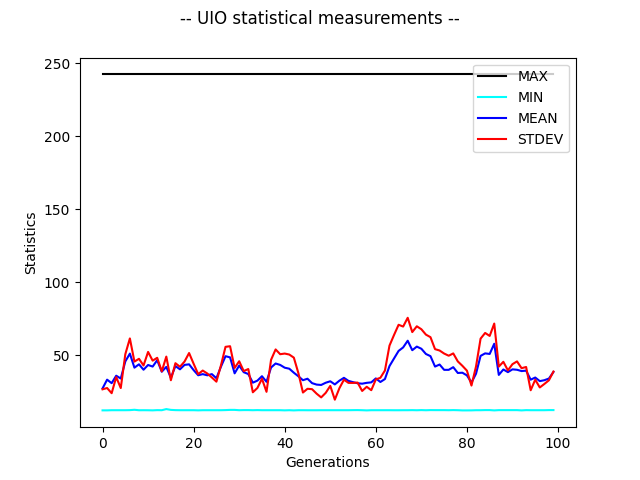 -- UIO statistical measurements --
250
200
150
100
50
Statistics
MAX
MIN
MEAN
STDEV
0 20 40 60 80 100
Generations